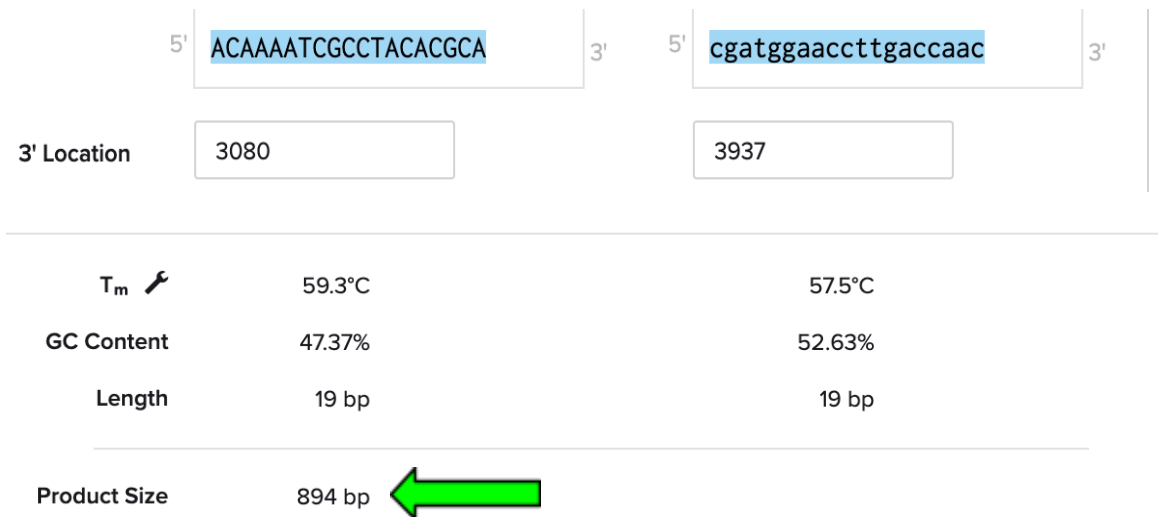 5' ACAAAATCGCCTACACGCA 3' 5' cgatggaaccttgaccaac 3'
3' Location 3080 3937
Tm 59.3°C 57.5°C
GC Content 47.37% 52.63%
Length 19 bp 19 bp
Product Size 894 bp